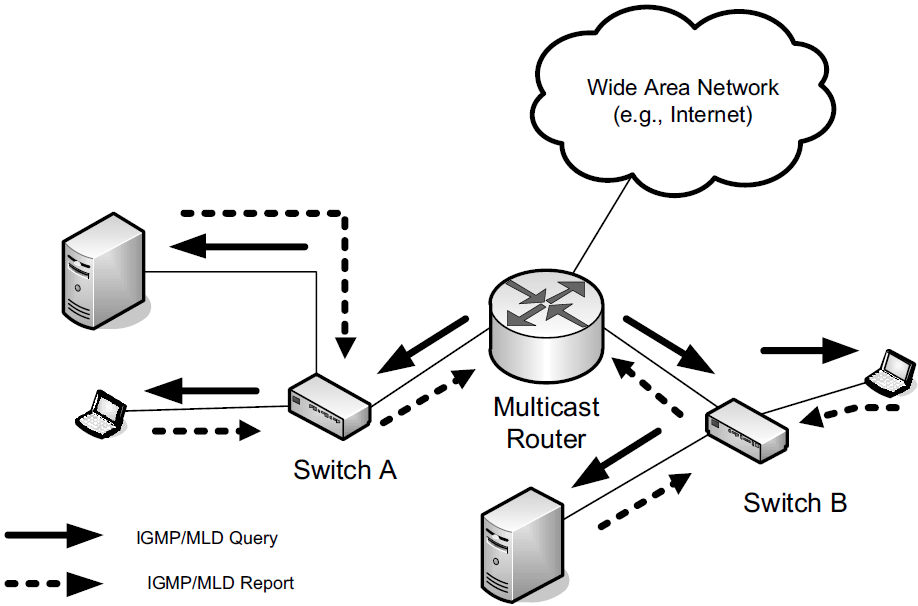 Wide Area Network
(e.g., Internet)
Multicast
Router
Switch A
Switch B
IGMP/MLD Query
IGMP/MLD Report